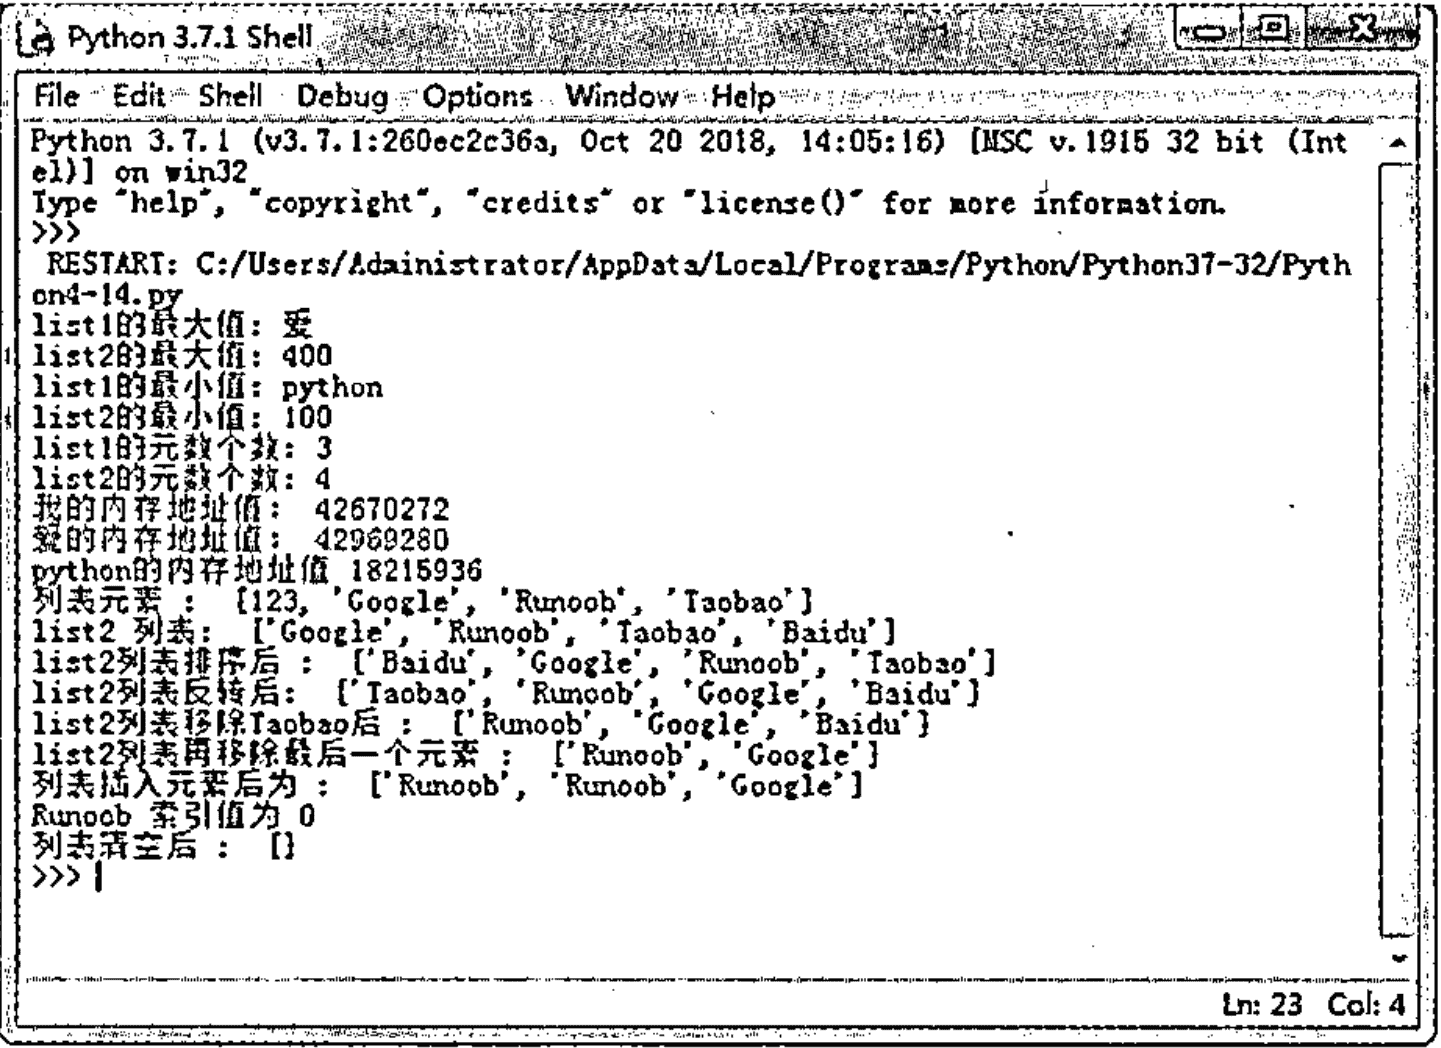 Python 3.7.1 Shell
File Edit Shell Debug Options Window Help
Python 3.7.1 (v3.7.1:260ec2c36a, Oct 20 2018, 14:05:16) [MSC v.1915 32 bit (Int
el)] on win32
Type "help", "copyright", "credits" or "license()" for more information.
>>>
RESTART: C:/Users/Administrator/AppData/Local/Programs/Python/Python37-32/Pyth
on4-14.py
list1的最大值: 爱
list2的最大值: 400
list1的最小值: python
list2的最小值: 100
list1的元数个数: 3
list2的元数个数: 4
我的内存地址值: 42670272
爱的内存地址值: 42969280
python的内存地址值 18215936
列表元素 : [123, 'Google', 'Runoob', 'Taobao']
list2 列表: ['Google', 'Runoob', 'Taobao', 'Baidu']
list2列表排序后 : ['Baidu', 'Google', 'Runoob', 'Taobao']
list2列表反转后: ['Taobao', 'Runoob', 'Google', 'Baidu']
list2列表移除Taobao后 : ['Runoob', 'Google', 'Baidu']
list2列表再移除最后一个元素 : ['Runoob', 'Google']
列表插入元素后为 : ['Runoob', 'Runoob', 'Google']
Runoob 索引值为 0
列表清空后 : []
>>>
Ln: 23 Col: 4